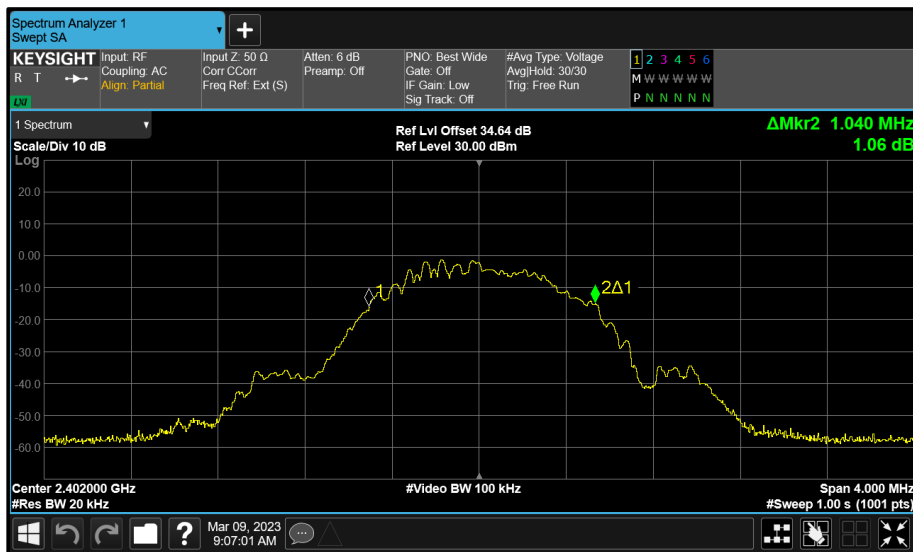 Spectrum Analyzer 1
Swept SA
KEYSIGHT
R T
LXI
Input: RF
Coupling: AC
Align: Partial
Input Z: 50 Ω
Corr CCorr
Freq Ref: Ext (S)
Atten: 6 dB
Preamp: Off
PNO: Best Wide
Gate: Off
IF Gain: Low
Sig Track: Off
#Avg Type: Voltage
Avg|Hold: 30/30
Trig: Free Run
1 2 3 4 5 6
M W W W W W
P N N N N N
1 Spectrum
Scale/Div 10 dB
Ref Lvl Offset 34.64 dB
Ref Level 30.00 dBm
ΔMkr2 1.040 MHz
1.06 dB
Log
20.0
10.0
0.00
-10.0
-20.0
-30.0
-40.0
-50.0
-60.0
1
2Δ1
Center 2.402000 GHz
#Video BW 100 kHz
Span 4.000 MHz
#Res BW 20 kHz
#Sweep 1.00 s (1001 pts)
?
Mar 09, 2023
9:07:01 AM